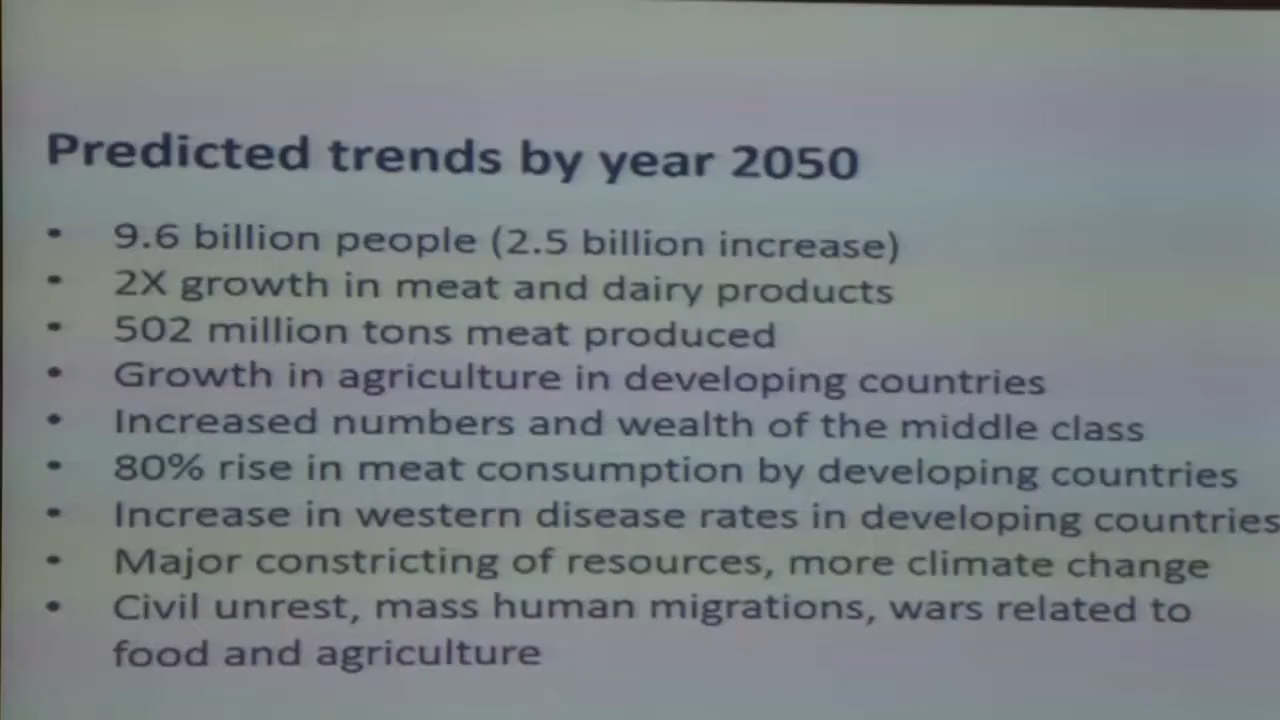 Predicted trends by year 2050
• 9.6 billion people (2.5 billion increase)
• 2X growth in meat and dairy products
• 502 million tons meat produced
• Growth in agriculture in developing countries
• Increased numbers and wealth of the middle class
• 80% rise in meat consumption by developing countries
• Increase in western disease rates in developing countries
• Major constricting of resources, more climate change
• Civil unrest, mass human migrations, wars related to
food and agriculture